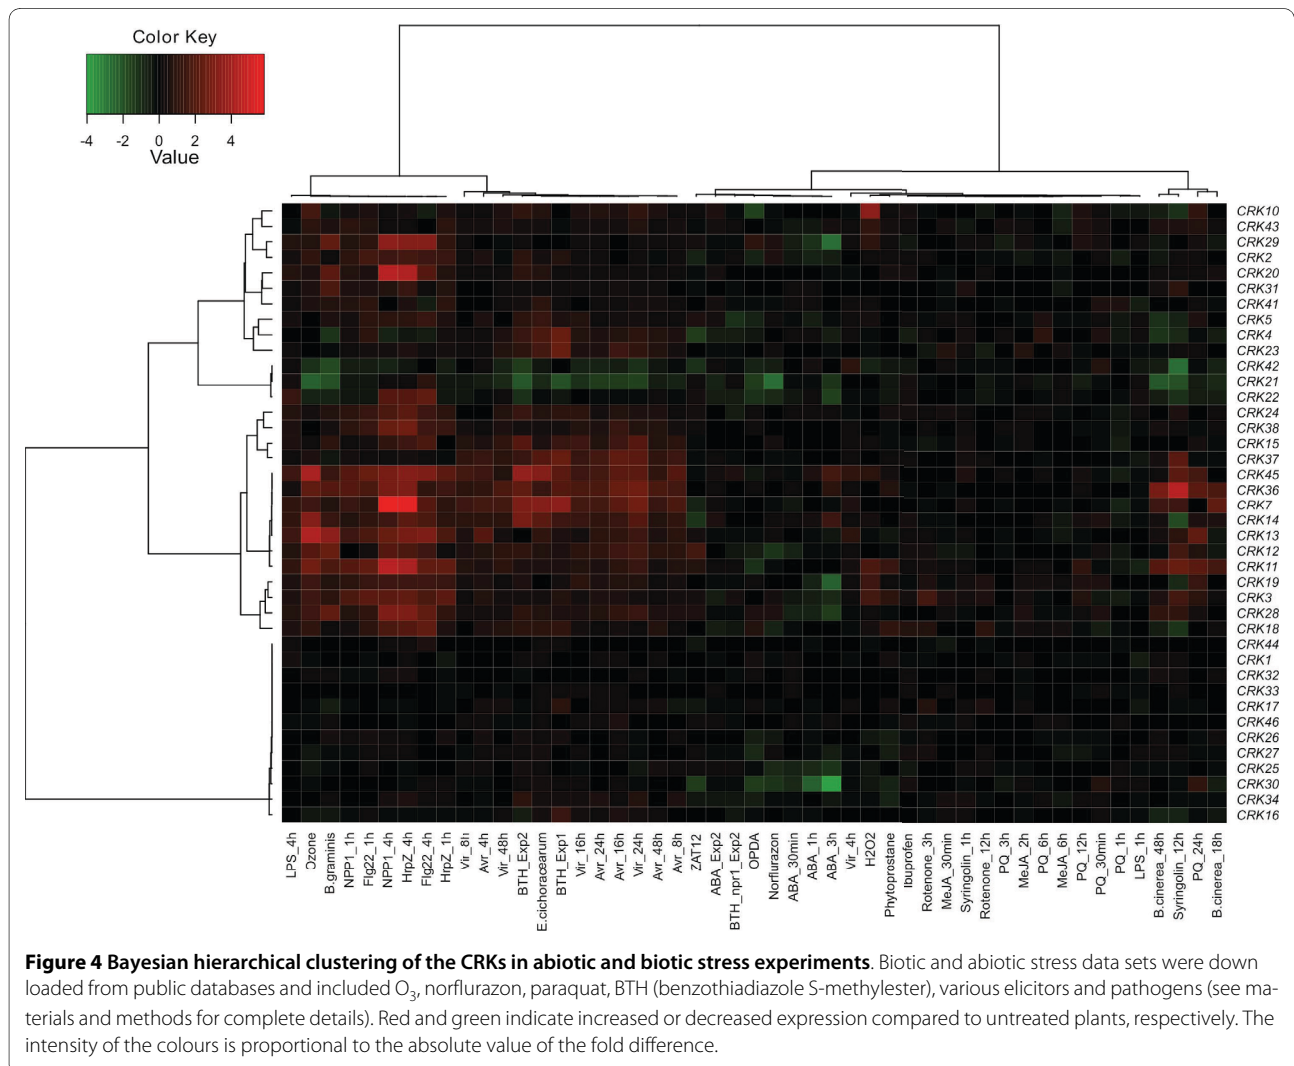 Color Key
-4 -2 0 2 4
Value
CRK10
CRK43
CRK29
CRK2
CRK20
CRK31
CRK41
CRK5
CRK4
CRK23
CRK42
CRK21
CRK22
CRK24
CRK38
CRK15
CRK37
CRK45
CRK36
CRK7
CRK14
CRK13
CRK12
CRK11
CRK19
CRK3
CRK28
CRK18
CRK44
CRK1
CRK32
CRK33
CRK17
CRK46
CRK26
CRK27
CRK25
CRK30
CRK34
CRK16
LPS_4h
Ozone
B.graminis
NPP1_1h
Flg22_1h
NPP1_4h
HrpZ_4h
Flg22_4h
HrpZ_1h
Vir_8h
Avr_4h
Vir_48h
BTH_Exp2
E.cichoracearum
BTH_Exp1
Vir_16h
Avr_24h
Avr_16h
Vir_24h
Avr_48h
Avr_8h
ZAT12
ABA_Exp2
BTH_npr1_Exp2
OPDA
Norflurazon
ABA_30min
ABA_1h
ABA_3h
Vir_4h
H2O2
Phytoprostane
Ibuprofen
Rotenone_3h
MeJA_30min
Syringolin_1h
Rotenone_12h
PQ_3h
MeJA_2h
PQ_6h
MeJA_6h
PQ_12h
PQ_30min
PQ_1h
LPS_1h
B.cinerea_48h
Syringolin_12h
PQ_24h
B.cinerea_18h
Figure 4 Bayesian hierarchical clustering of the CRKs in abiotic and biotic stress experiments. Biotic and abiotic stress data sets were down
loaded from public databases and included O3, norflurazon, paraquat, BTH (benzothiadiazole S-methylester), various elicitors and pathogens (see ma-
terials and methods for complete details). Red and green indicate increased or decreased expression compared to untreated plants, respectively. The
intensity of the colours is proportional to the absolute value of the fold difference.